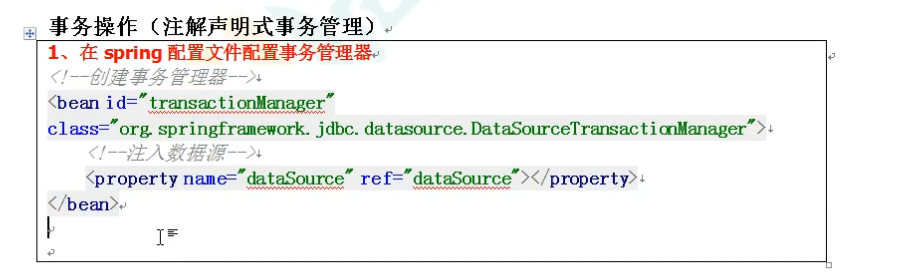 事务操作（注解声明式事务管理）
1、在 spring 配置文件配置事务管理器
<!--创建事务管理器-->
<bean id="transactionManager"
class="org.springframework.jdbc.datasource.DataSourceTransactionManager">
<!--注入数据源-->
<property name="dataSource" ref="dataSource"></property>
</bean>